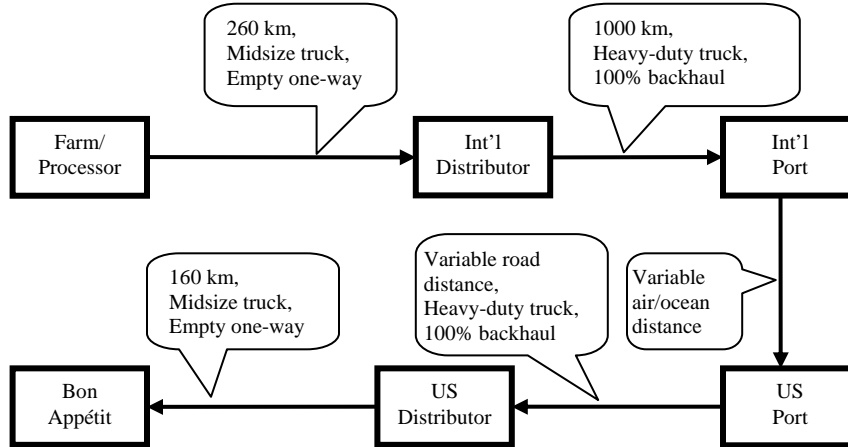 260 km,
Midsize truck,
Empty one-way
1000 km,
Heavy-duty truck,
100% backhaul
Farm/
Processor
Int'l
Distributor
Int'l
Port
160 km,
Midsize truck,
Empty one-way
Variable road
distance,
Heavy-duty truck,
100% backhaul
Variable
air/ocean
distance
Bon
Appétit
US
Distributor
US
Port